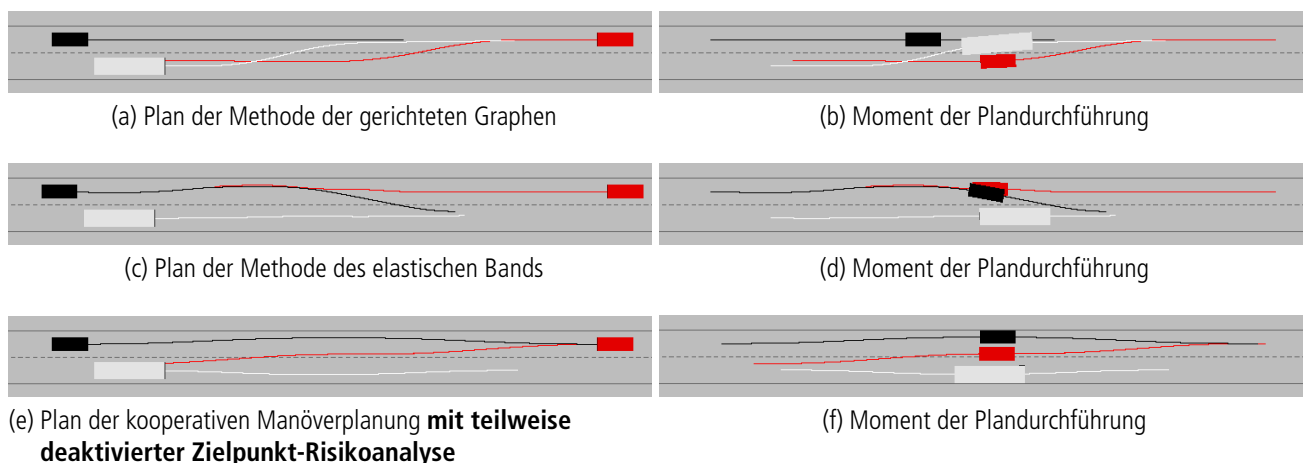 (a) Plan der Methode der gerichteten Graphen
(b) Moment der Plandurchführung
(c) Plan der Methode des elastischen Bands
(d) Moment der Plandurchführung
(e) Plan der kooperativen Manöverplanung mit teilweise
deaktivierter Zielpunkt-Risikoanalyse
(f) Moment der Plandurchführung